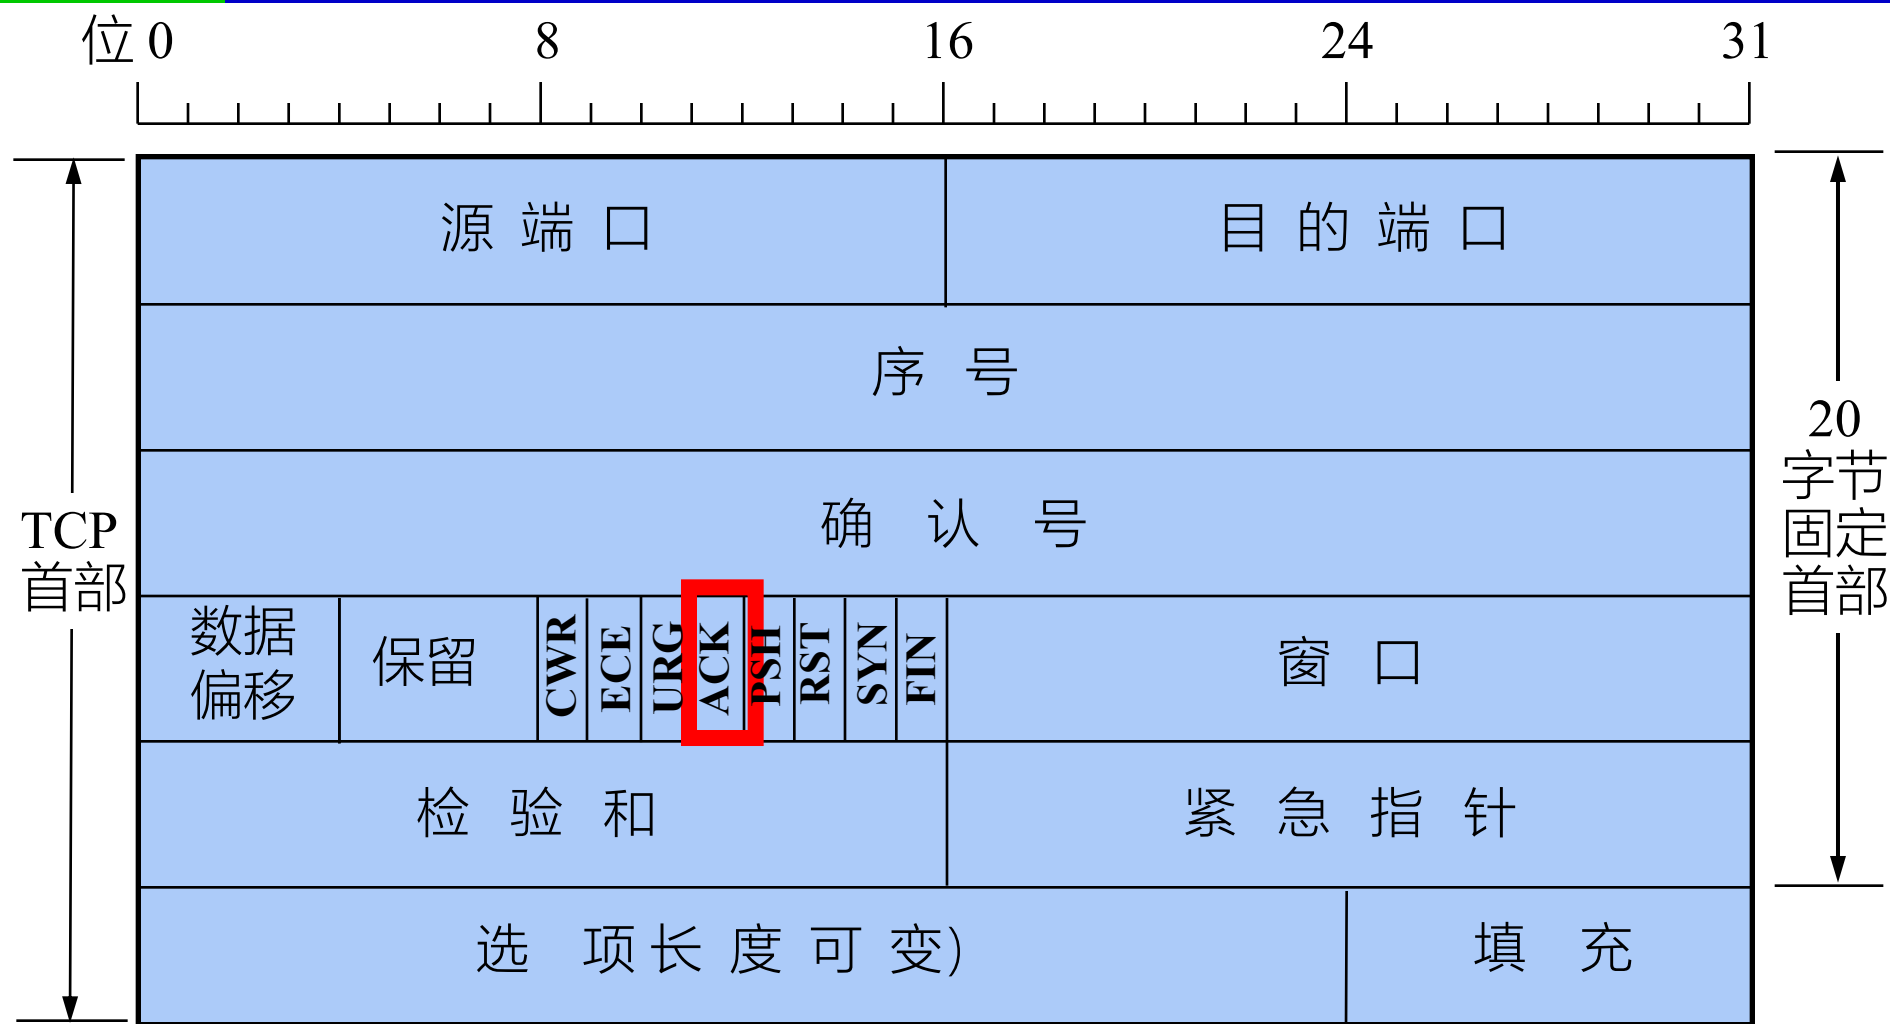 位 0 8 16 24 31
源 端 口 目 的 端 口
序 号
确 认 号
TCP
首部
20
字节
固定
首部
数据
偏移
保留
CWR
ECE
URG
ACK
PSH
RST
SYN
FIN
窗 口
检 验 和 紧 急 指 针
选 项 长 度 可 变) 填 充